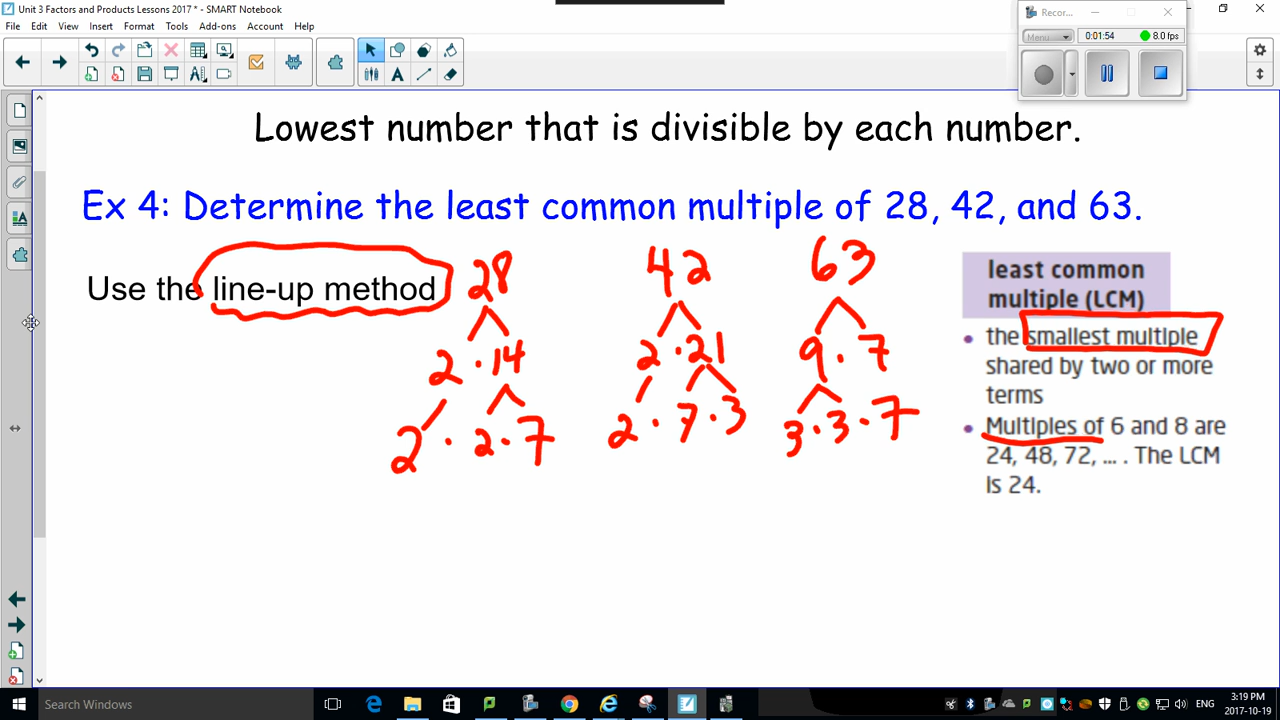 Unit 3 Factors and Products Lessons 2017 * - SMART Notebook
Recor...
File Edit View Insert Format Tools Add-ons Account Help
Menu 0:01:54 8.0 fps
Lowest number that is divisible by each number.
Ex 4: Determine the least common multiple of 28, 42, and 63.
Use the line-up method
28 42 63
2 · 14 2 · 21 9 · 7
2 · 2 · 7 2 · 7 · 3 3 · 3 · 7
least common
multiple (LCM)
• the smallest multiple
shared by two or more
terms
• Multiples of 6 and 8 are
24, 48, 72, ... . The LCM
is 24.
Search Windows
ENG
3:19 PM
2017-10-19